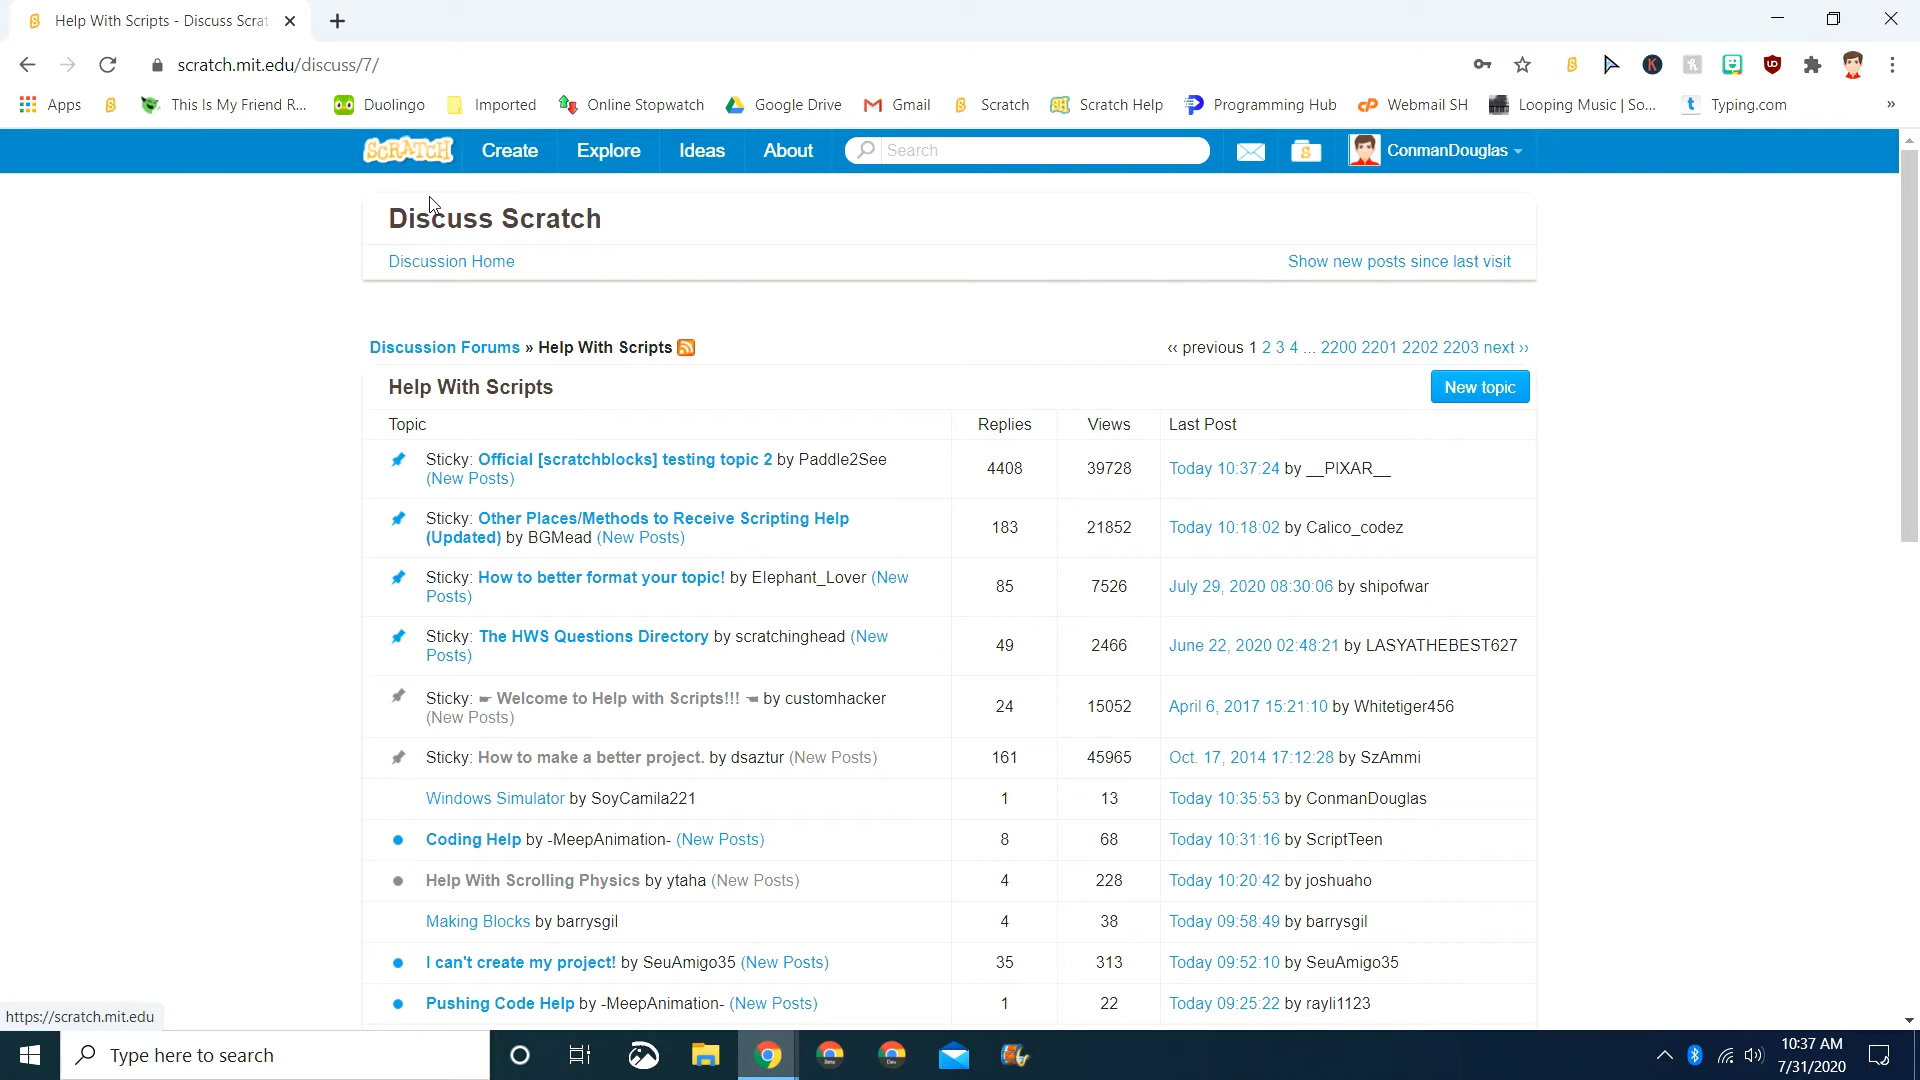 Help With Scripts - Discuss Scrat
scratch.mit.edu/discuss/7/
Apps This Is My Friend R... Duolingo Imported Online Stopwatch Google Drive Gmail Scratch Scratch Help Programming Hub Webmail SH Looping Music | So... Typing.com »
SCRATCH Create Explore Ideas About Search ConmanDouglas
Discuss Scratch
Discussion Home Show new posts since last visit
Discussion Forums » Help With Scripts ‹‹ previous 1 2 3 4 ... 2200 2201 2202 2203 next ››
Help With Scripts New topic
Topic Replies Views Last Post
Sticky: Official [scratchblocks] testing topic 2 by Paddle2See
(New Posts)
4408 39728 Today 10:37:24 by __PIXAR__
Sticky: Other Places/Methods to Receive Scripting Help
(Updated) by BGMead (New Posts)
183 21852 Today 10:18:02 by Calico_codez
Sticky: How to better format your topic! by Elephant_Lover (New
Posts)
85 7526 July 29, 2020 08:30:06 by shipofwar
Sticky: The HWS Questions Directory by scratchinghead (New
Posts)
49 2466 June 22, 2020 02:48:21 by LASYATHEBEST627
Sticky: ☛ Welcome to Help with Scripts!!! ☚ by customhacker
(New Posts)
24 15052 April 6, 2017 15:21:10 by Whitetiger456
Sticky: How to make a better project. by dsaztur (New Posts) 161 45965 Oct. 17, 2014 17:12:28 by SzAmmi
Windows Simulator by SoyCamila221 1 13 Today 10:35:53 by ConmanDouglas
Coding Help by -MeepAnimation- (New Posts) 8 68 Today 10:31:16 by ScriptTeen
Help With Scrolling Physics by ytaha (New Posts) 4 228 Today 10:20:42 by joshuaho
Making Blocks by barrysgil 4 38 Today 09:58:49 by barrysgil
I can't create my project! by SeuAmigo35 (New Posts) 35 313 Today 09:52:10 by SeuAmigo35
Pushing Code Help by -MeepAnimation- (New Posts) 1 22 Today 09:25:22 by rayli1123
https://scratch.mit.edu
Type here to search
10:37 AM
7/31/2020